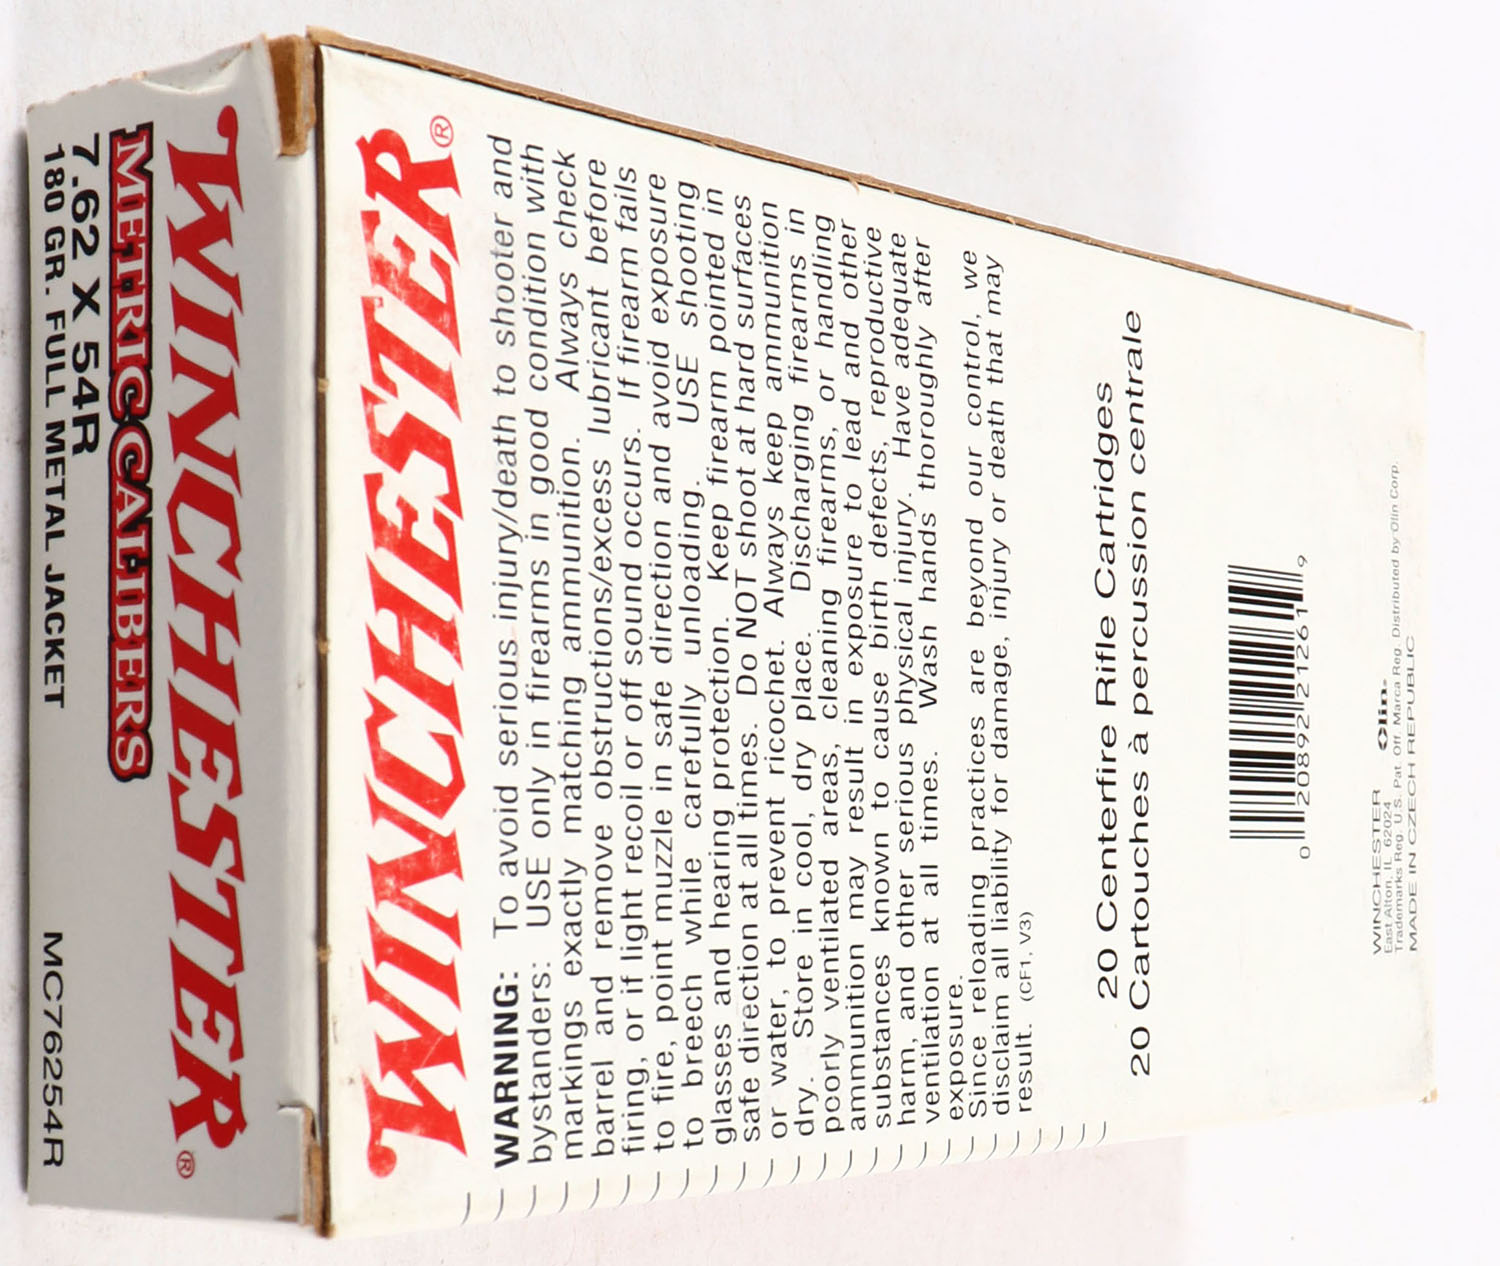 WINCHESTER®
METRIC CALIBERS
7.62 X 54R
180 GR. FULL METAL JACKET MC76254R
WINCHESTER®
WARNING: To avoid serious injury/death to shooter and
bystanders: USE only in firearms in good condition with
markings exactly matching ammunition. Always check
barrel and remove obstructions/excess lubricant before
firing, or if light recoil or off sound occurs. If firearm fails
to fire, point muzzle in safe direction and avoid exposure
to breech while carefully unloading. USE shooting
glasses and hearing protection. Keep firearm pointed in
safe direction at all times. Do NOT shoot at hard surfaces
or water, to prevent ricochet. Always keep ammunition
dry. Store in cool, dry place. Discharging firearms in
poorly ventilated areas, cleaning firearms, or handling
ammunition may result in exposure to lead and other
substances known to cause birth defects, reproductive
harm, and other serious physical injury. Have adequate
ventilation at all times. Wash hands thoroughly after
exposure.
Since reloading practices are beyond our control, we
disclaim all liability for damage, injury or death that may
result. (CF1, V3)
20 Centerfire Rifle Cartridges
20 Cartouches à percussion centrale
0 20892 21261 9
WINCHESTER Olin®
East Alton, IL 62024
Trademarks Reg. U.S. Pat. Off. Marca Reg. Distributed by Olin Corp.
MADE IN CZECH REPUBLIC